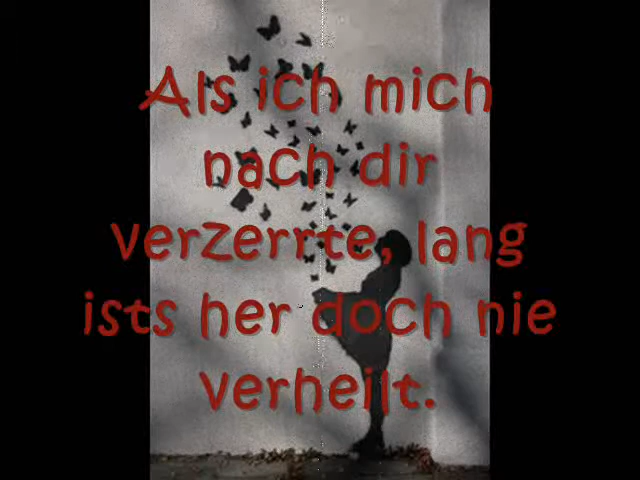 Als ich mich
nach dir
verzerrte, lang
ists her doch nie
verheilt.